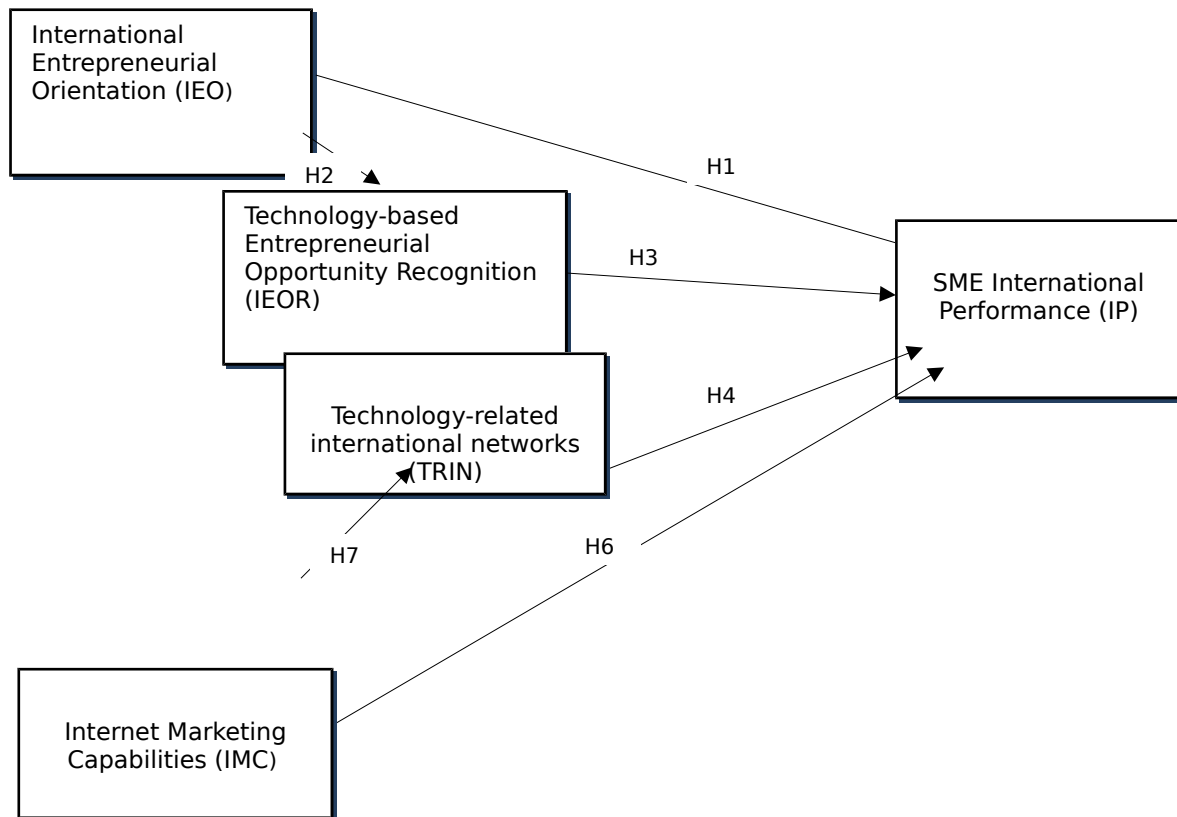 International
Entrepreneurial
Orientation (IEO)
H2
H1
Technology-based
Entrepreneurial
Opportunity Recognition
(IEOR)
H3
SME International
Performance (IP)
Technology-related
international networks
(TRIN)
H4
H7
H6
Internet Marketing
Capabilities (IMC)